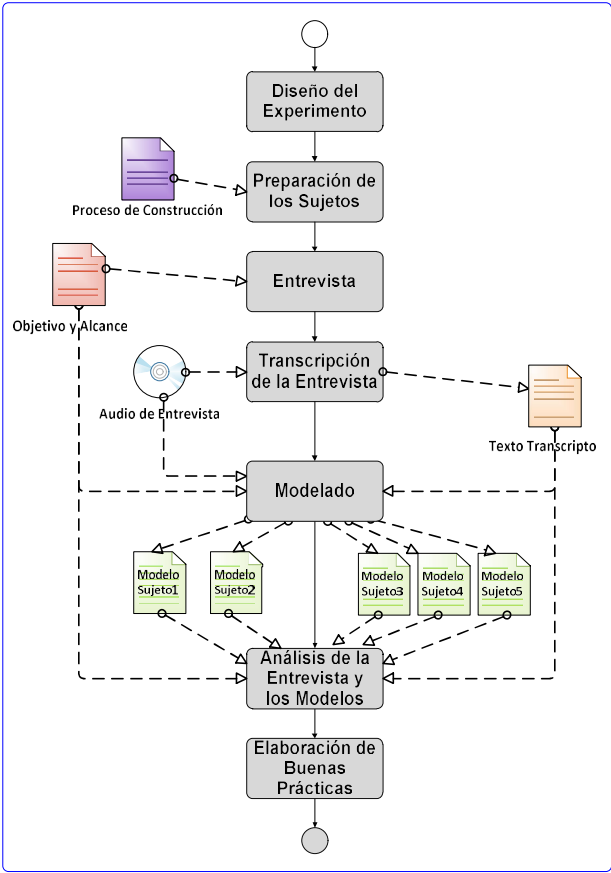 Diseño del
Experimento
Preparación de
los Sujetos
Proceso de Construcción
Entrevista
Objetivo y Alcance
Transcripción
de la Entrevista
Audio de Entrevista
Texto Transcripto
Modelado
Modelo
Sujeto1
Modelo
Sujeto2
Modelo
Sujeto3
Modelo
Sujeto4
Modelo
Sujeto5
Análisis de la
Entrevista y
los Modelos
Elaboración de
Buenas
Prácticas